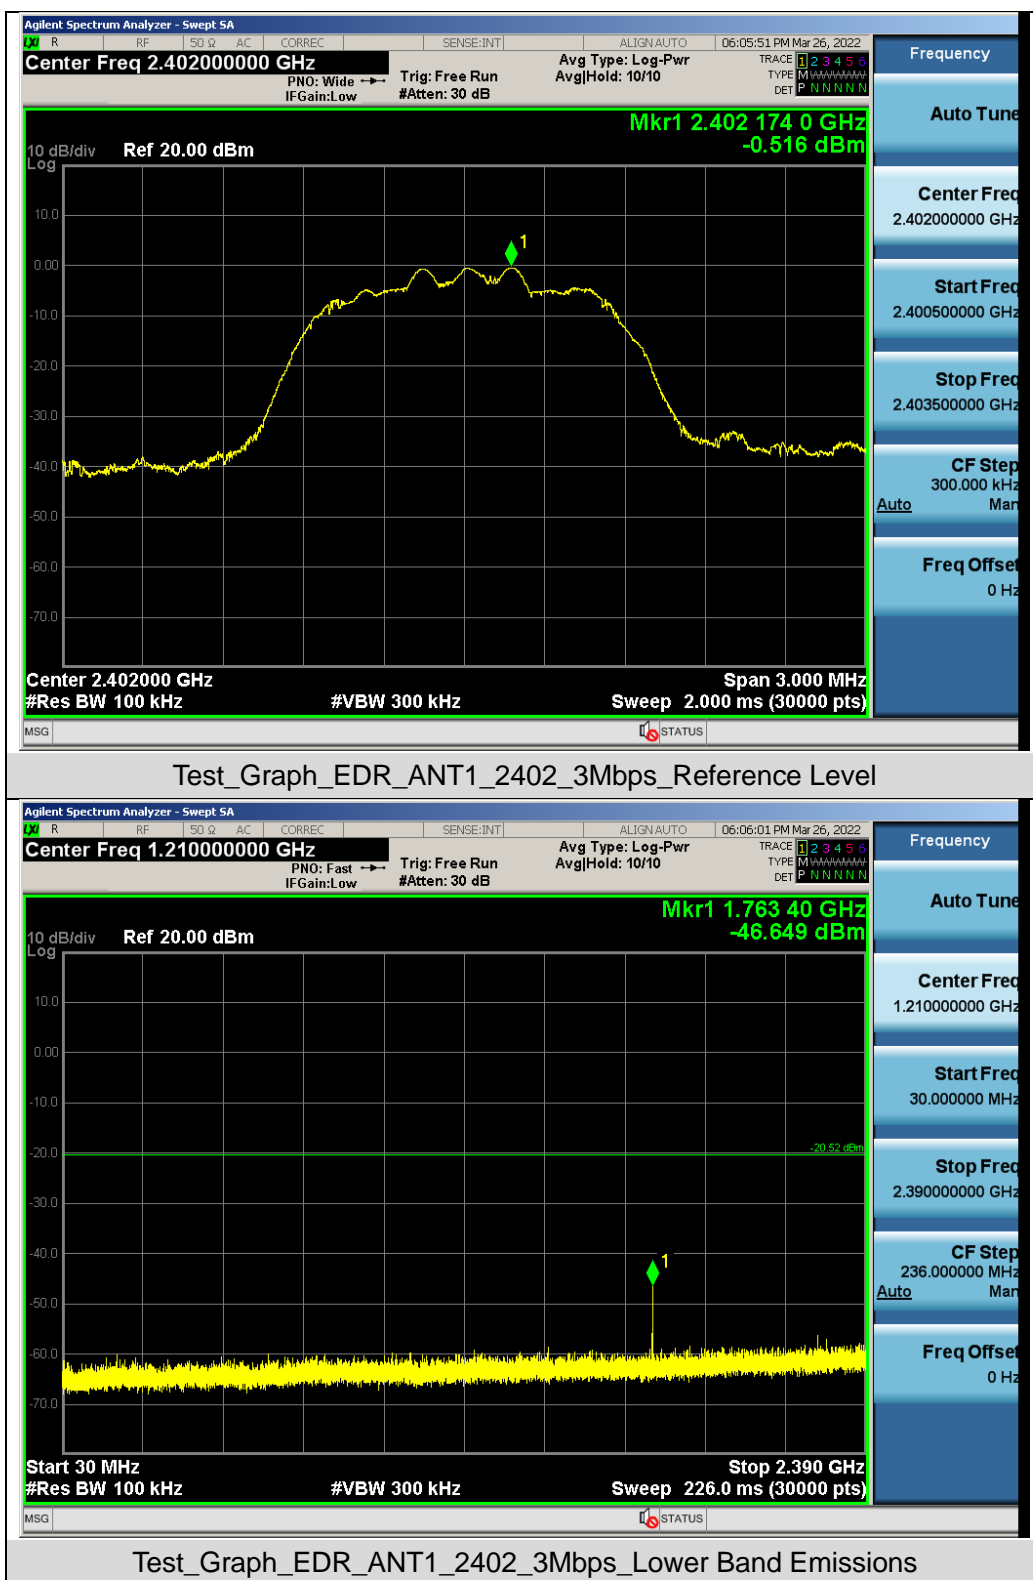 Agilent Spectrum Analyzer - Swept SA
LXI R RF 50 Ω AC CORREC SENSE:INT ALIGNAUTO 06:05:51 PM Mar 26, 2022
Center Freq 2.402000000 GHz
PNO: Wide
IFGain:Low
Trig: Free Run
#Atten: 30 dB
Avg Type: Log-Pwr
Avg|Hold: 10/10
TRACE 1 2 3 4 5 6
TYPE M WWWWW
DET P N N N N N
Mkr1 2.402 174 0 GHz
-0.516 dBm
10 dB/div Ref 20.00 dBm
Log
1
10.0
0.00
-10.0
-20.0
-30.0
-40.0
-50.0
-60.0
-70.0
Center 2.402000 GHz Span 3.000 MHz
#Res BW 100 kHz #VBW 300 kHz Sweep 2.000 ms (30000 pts)
MSG STATUS
Frequency
Auto Tune
Center Freq
2.402000000 GHz
Start Freq
2.400500000 GHz
Stop Freq
2.403500000 GHz
CF Step
300.000 kHz
Auto Man
Freq Offset
0 Hz
Test_Graph_EDR_ANT1_2402_3Mbps_Reference Level
Agilent Spectrum Analyzer - Swept SA
LXI R RF 50 Ω AC CORREC SENSE:INT ALIGNAUTO 06:06:01 PM Mar 26, 2022
Center Freq 1.210000000 GHz
PNO: Fast
IFGain:Low
Trig: Free Run
#Atten: 30 dB
Avg Type: Log-Pwr
Avg|Hold: 10/10
TRACE 1 2 3 4 5 6
TYPE M WWWWW
DET P N N N N N
Mkr1 1.763 40 GHz
-46.649 dBm
10 dB/div Ref 20.00 dBm
Log
10.0
0.00
-10.0
-20.0
-20.52 dBm
-30.0
-40.0
1
-50.0
-60.0
-70.0
Start 30 MHz Stop 2.390 GHz
#Res BW 100 kHz #VBW 300 kHz Sweep 226.0 ms (30000 pts)
MSG STATUS
Frequency
Auto Tune
Center Freq
1.210000000 GHz
Start Freq
30.000000 MHz
Stop Freq
2.390000000 GHz
CF Step
236.000000 MHz
Auto Man
Freq Offset
0 Hz
Test_Graph_EDR_ANT1_2402_3Mbps_Lower Band Emissions